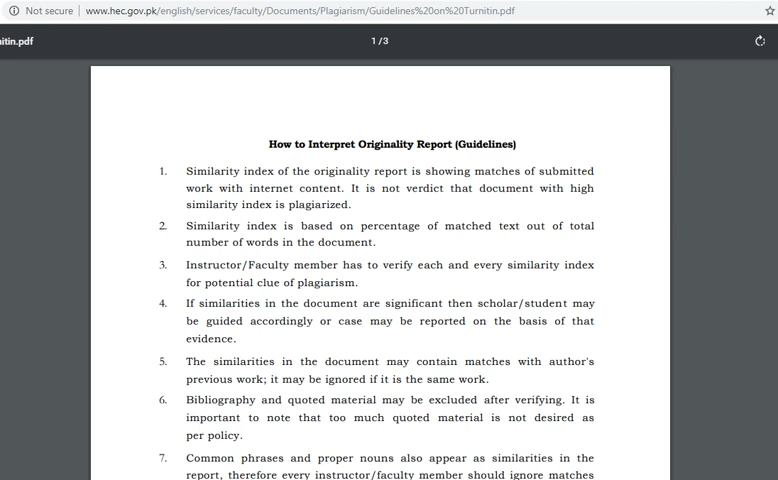 Not secure | www.hec.gov.pk/english/services/faculty/Documents/Plagiarism/Guidelines%20on%20Turnitin.pdf
nitin.pdf
1 / 3
How to Interpret Originality Report (Guidelines)
1. Similarity index of the originality report is showing matches of submitted
work with internet content. It is not verdict that document with high
similarity index is plagiarized.
2. Similarity index is based on percentage of matched text out of total
number of words in the document.
3. Instructor/Faculty member has to verify each and every similarity index
for potential clue of plagiarism.
4. If similarities in the document are significant then scholar/student may
be guided accordingly or case may be reported on the basis of that
evidence.
5. The similarities in the document may contain matches with author's
previous work; it may be ignored if it is the same work.
6. Bibliography and quoted material may be excluded after verifying. It is
important to note that too much quoted material is not desired as
per policy.
7. Common phrases and proper nouns also appear as similarities in the
report, therefore every instructor/faculty member should ignore matches